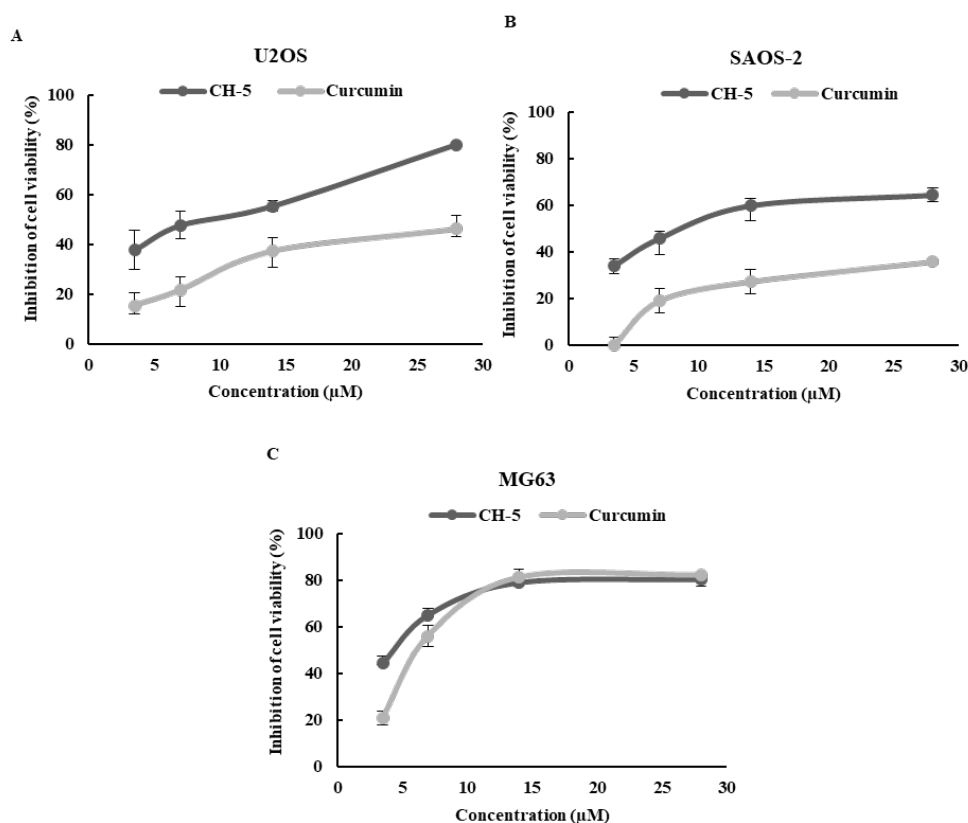 A
U2OS
CH-5 Curcumin
Inhibition of cell viability (%)
100
80
60
40
20
0
0 5 10 15 20 25 30
Concentration (µM)
B
SAOS-2
CH-5 Curcumin
Inhibition of cell viability (%)
100
80
60
40
20
0
0 5 10 15 20 25 30
Concentration (µM)
C
MG63
CH-5 Curcumin
Inhibition of cell viability (%)
100
80
60
40
20
0
0 5 10 15 20 25 30
Concentration (µM)